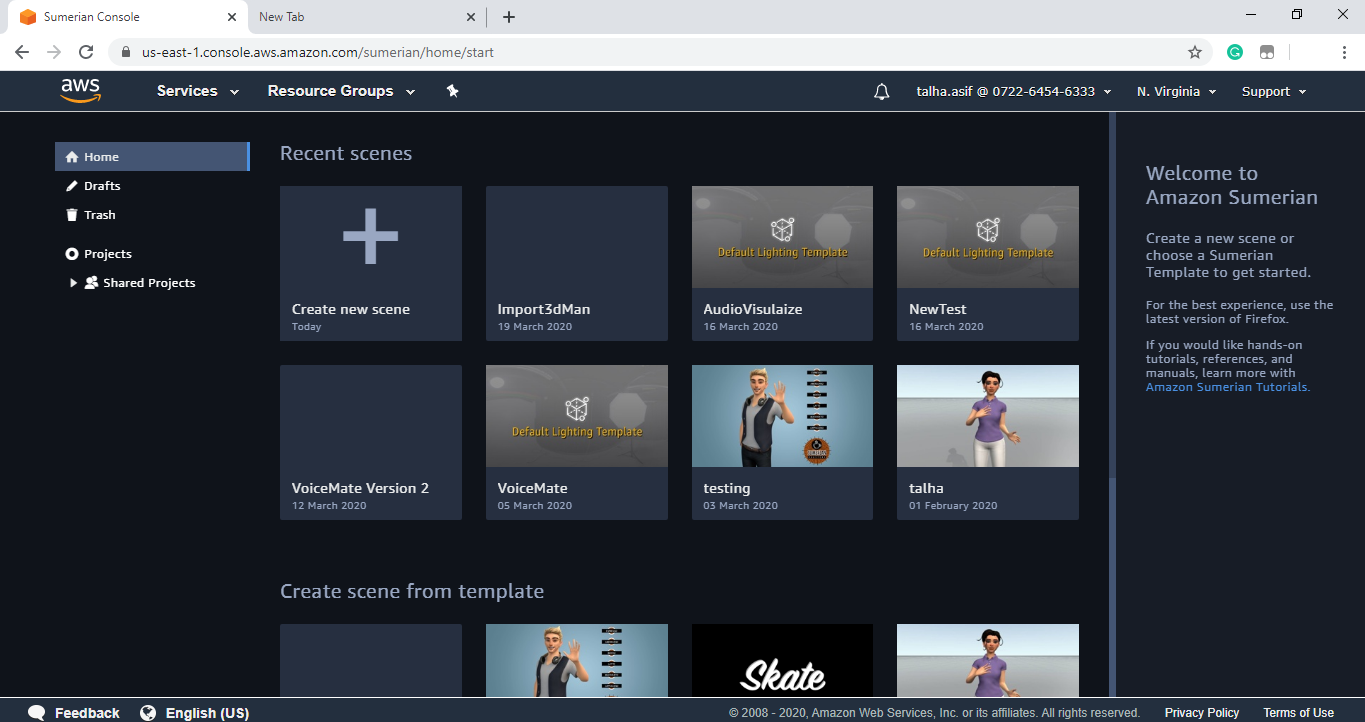 Sumerian Console
New Tab
us-east-1.console.aws.amazon.com/sumerian/home/start
aws
Services
Resource Groups
talha.asif @ 0722-6454-6333
N. Virginia
Support
Home
Drafts
Trash
Projects
Shared Projects
Recent scenes
Create new scene
Today
Import3dMan
19 March 2020
Default Lighting Template
AudioVisulaize
16 March 2020
Default Lighting Template
NewTest
16 March 2020
VoiceMate Version 2
12 March 2020
Default Lighting Template
VoiceMate
05 March 2020
testing
03 March 2020
talha
01 February 2020
Create scene from template
Skate
Welcome to
Amazon Sumerian
Create a new scene or
choose a Sumerian
Template to get started.
For the best experience, use the
latest version of Firefox.
If you would like hands-on
tutorials, references, and
manuals, learn more with
Amazon Sumerian Tutorials.
Feedback
English (US)
© 2008 - 2020, Amazon Web Services, Inc. or its affiliates. All rights reserved.
Privacy Policy
Terms of Use